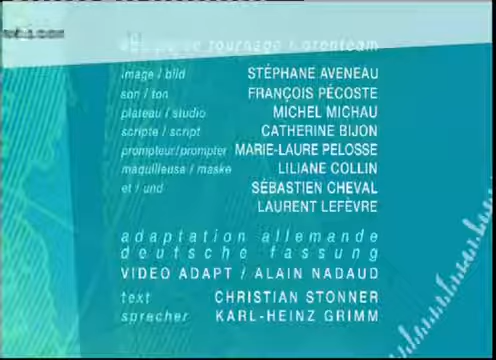 image / bild STÉPHANE AVENEAU
son / ton FRANÇOIS PÉCOSTE
plateau / studio MICHEL MICHAU
scripte / script CATHERINE BIJON
prompteur/prompter MARIE-LAURE PELOSSE
maquilleuse / maske LILIANE COLLIN
et / und SÉBASTIEN CHEVAL
LAURENT LEFÈVRE
adaptation allemande
deutsche fassung
VIDEO ADAPT / ALAIN NADAUD
text CHRISTIAN STONNER
sprecher KARL-HEINZ GRIMM